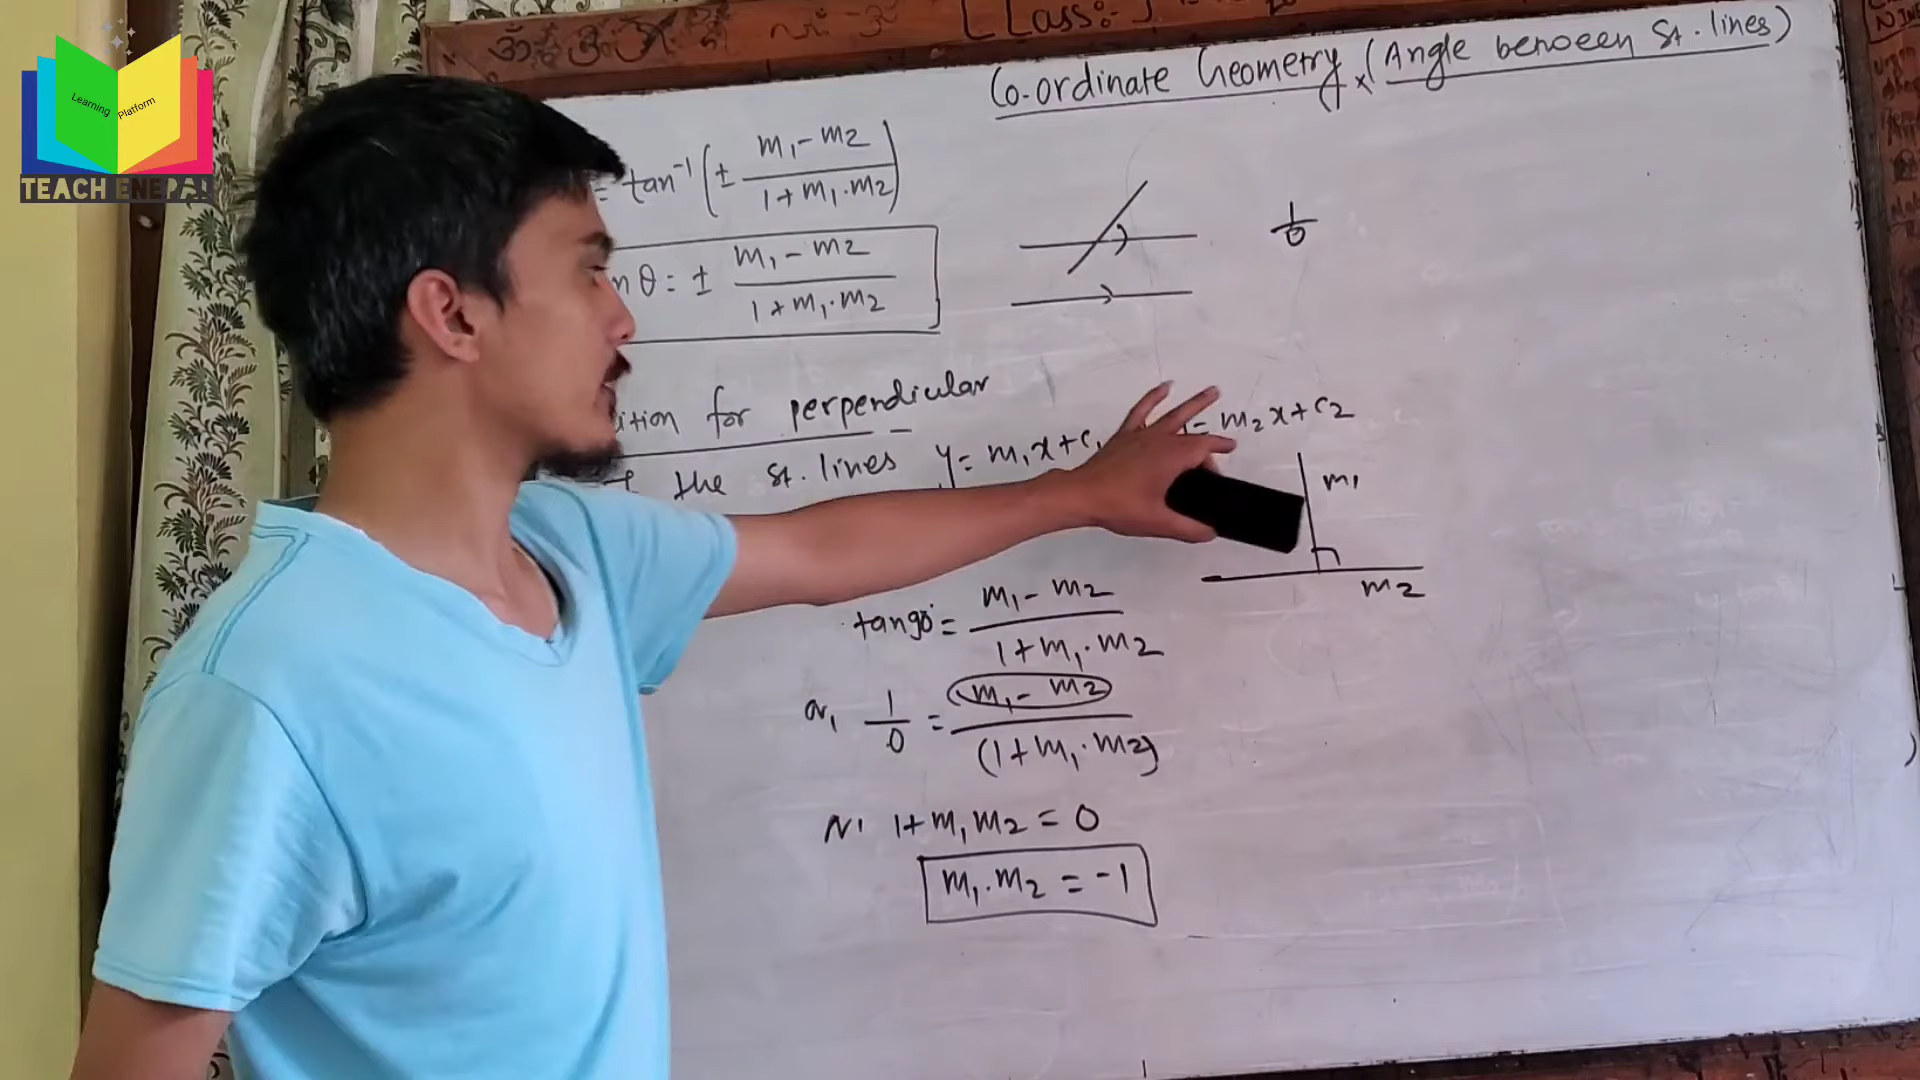 Learning Platform
TEACH ENEPAL
[Class:-]
Co-ordinate Geometry (Angle between St. lines)
= tan⁻¹(± m₁ - m₂ / 1 + m₁.m₂)
n θ = ± m₁ - m₂ / 1 + m₁.m₂
1/0
ition for perpendicular
the st. lines y = m₁x + c₁ = m₂x + c₂
m₁
m₂
tan90° = m₁ - m₂ / 1 + m₁.m₂
or, 1/0 = m₁ - m₂ / (1 + m₁.m₂)
1 + m₁m₂ = 0
m₁.m₂ = -1